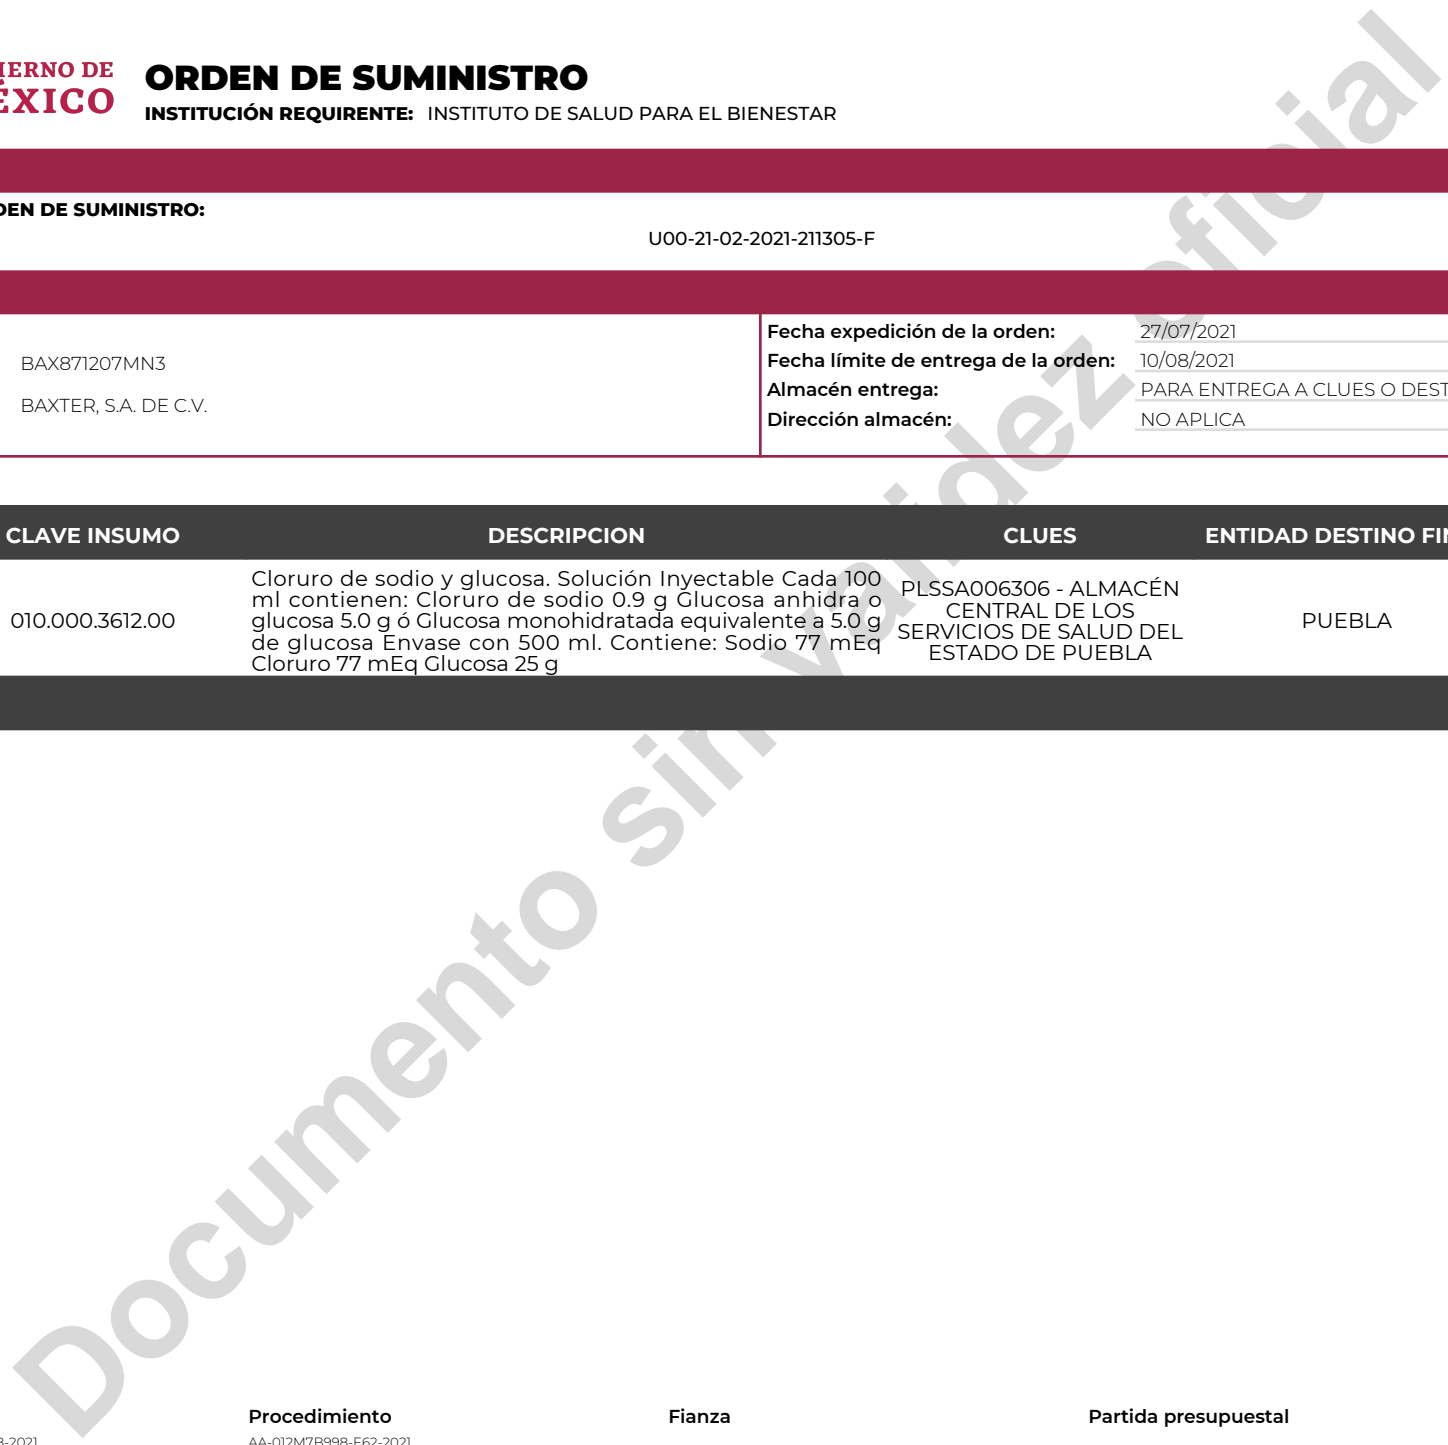 ORDEN DE SUMINISTRO
INSTITUCIÓN REQUIRENTE: INSTITUTO DE SALUD PARA EL BIENESTAR
DE SUMINISTRO:
U00-21-02-2021-211305-F
BAX871207MN3
BAXTER, S.A. DE C.V.
Fecha expedición de la orden: 27/07/2021
Fecha límite de entrega de la orden: 10/08/2021
Almacén entrega: PARA ENTREGA A CLUES O
Dirección almacén: NO APLICA
CLAVE INSUMO DESCRIPCION CLUES ENTIDAD DESTINO
010.000.3612.00
Cloruro de sodio y glucosa. Solución Inyectable Cada 100
ml contienen: Cloruro de sodio 0.9 g Glucosa anhidra o
glucosa 5.0 g ó Glucosa monohidratada equivalente a 5.0 g
de glucosa Envase con 500 ml. Contiene: Sodio 77 mEq
Cloruro 77 mEq Glucosa 25 g
PLSSA006306 - ALMACÉN
CENTRAL DE LOS
SERVICIOS DE SALUD DEL
ESTADO DE PUEBLA
PUEBLA
Documento sin validez oficial
Procedimiento Fianza Partida presupuestal